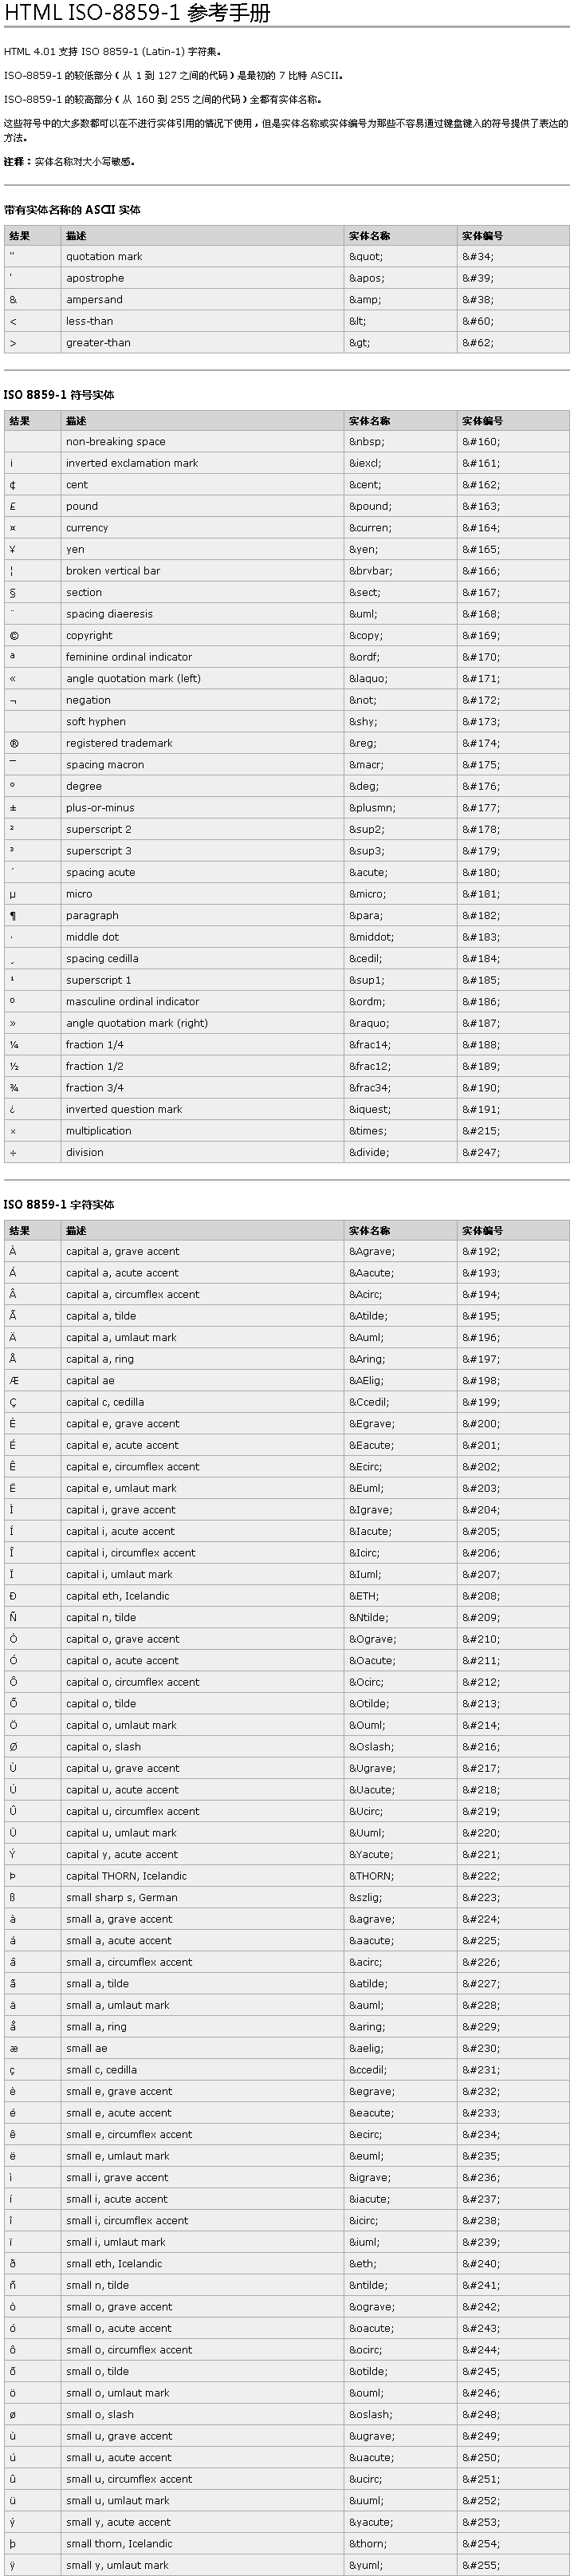 HTML ISO-8859-1 参考手册
HTML 4.01 支持 ISO 8859-1 (Latin-1) 字符集。
ISO-8859-1 的较低部分（从 1 到 127 之间的代码）是最初的 7 比特 ASCII。
ISO-8859-1 的较高部分（从 160 到 255 之间的代码）全都有实体名称。
这些符号中的大多数都可以在不进行实体引用的情况下使用，但是实体名称或实体编号为那些不容易通过键盘键入的符号提供了表达的
方法。
注释：实体名称对大小写敏感。
带有实体名称的 ASCII 实体
结果 描述 实体名称 实体编号
" quotation mark &quot; &#34;
' apostrophe &apos; &#39;
& ampersand &amp; &#38;
< less-than &lt; &#60;
> greater-than &gt; &#62;
ISO 8859-1 符号实体
结果 描述 实体名称 实体编号
non-breaking space &nbsp; &#160;
¡ inverted exclamation mark &iexcl; &#161;
¢ cent &cent; &#162;
£ pound &pound; &#163;
¤ currency &curren; &#164;
¥ yen &yen; &#165;
¦ broken vertical bar &brvbar; &#166;
§ section &sect; &#167;
¨ spacing diaeresis &uml; &#168;
© copyright &copy; &#169;
ª feminine ordinal indicator &ordf; &#170;
« angle quotation mark (left) &laquo; &#171;
¬ negation &not; &#172;
soft hyphen &shy; &#173;
® registered trademark &reg; &#174;
¯ spacing macron &macr; &#175;
° degree &deg; &#176;
± plus-or-minus &plusmn; &#177;
² superscript 2 &sup2; &#178;
³ superscript 3 &sup3; &#179;
´ spacing acute &acute; &#180;
µ micro &micro; &#181;
¶ paragraph &para; &#182;
· middle dot &middot; &#183;
¸ spacing cedilla &cedil; &#184;
¹ superscript 1 &sup1; &#185;
º masculine ordinal indicator &ordm; &#186;
» angle quotation mark (right) &raquo; &#187;
¼ fraction 1/4 &frac14; &#188;
½ fraction 1/2 &frac12; &#189;
¾ fraction 3/4 &frac34; &#190;
¿ inverted question mark &iquest; &#191;
× multiplication &times; &#215;
÷ division &divide; &#247;
ISO 8859-1 字符实体
结果 描述 实体名称 实体编号
À capital a, grave accent &Agrave; &#192;
Á capital a, acute accent &Aacute; &#193;
Â capital a, circumflex accent &Acirc; &#194;
Ã capital a, tilde &Atilde; &#195;
Ä capital a, umlaut mark &Auml; &#196;
Å capital a, ring &Aring; &#197;
Æ capital ae &AElig; &#198;
Ç capital c, cedilla &Ccedil; &#199;
È capital e, grave accent &Egrave; &#200;
É capital e, acute accent &Eacute; &#201;
Ê capital e, circumflex accent &Ecirc; &#202;
Ë capital e, umlaut mark &Euml; &#203;
Ì capital i, grave accent &Igrave; &#204;
Í capital i, acute accent &Iacute; &#205;
Î capital i, circumflex accent &Icirc; &#206;
Ï capital i, umlaut mark &Iuml; &#207;
Ð capital eth, Icelandic &ETH; &#208;
Ñ capital n, tilde &Ntilde; &#209;
Ò capital o, grave accent &Ograve; &#210;
Ó capital o, acute accent &Oacute; &#211;
Ô capital o, circumflex accent &Ocirc; &#212;
Õ capital o, tilde &Otilde; &#213;
Ö capital o, umlaut mark &Ouml; &#214;
Ø capital o, slash &Oslash; &#216;
Ù capital u, grave accent &Ugrave; &#217;
Ú capital u, acute accent &Uacute; &#218;
Û capital u, circumflex accent &Ucirc; &#219;
Ü capital u, umlaut mark &Uuml; &#220;
Ý capital y, acute accent &Yacute; &#221;
Þ capital THORN, Icelandic &THORN; &#222;
ß small sharp s, German &szlig; &#223;
à small a, grave accent &agrave; &#224;
á small a, acute accent &aacute; &#225;
â small a, circumflex accent &acirc; &#226;
ã small a, tilde &atilde; &#227;
ä small a, umlaut mark &auml; &#228;
å small a, ring &aring; &#229;
æ small ae &aelig; &#230;
ç small c, cedilla &ccedil; &#231;
è small e, grave accent &egrave; &#232;
é small e, acute accent &eacute; &#233;
ê small e, circumflex accent &ecirc; &#234;
ë small e, umlaut mark &euml; &#235;
ì small i, grave accent &igrave; &#236;
í small i, acute accent &iacute; &#237;
î small i, circumflex accent &icirc; &#238;
ï small i, umlaut mark &iuml; &#239;
ð small eth, Icelandic &eth; &#240;
ñ small n, tilde &ntilde; &#241;
ò small o, grave accent &ograve; &#242;
ó small o, acute accent &oacute; &#243;
ô small o, circumflex accent &ocirc; &#244;
õ small o, tilde &otilde; &#245;
ö small o, umlaut mark &ouml; &#246;
ø small o, slash &oslash; &#248;
ù small u, grave accent &ugrave; &#249;
ú small u, acute accent &uacute; &#250;
û small u, circumflex accent &ucirc; &#251;
ü small u, umlaut mark &uuml; &#252;
ý small y, acute accent &yacute; &#253;
þ small thorn, Icelandic &thorn; &#254;
ÿ small y, umlaut mark &yuml; &#255;